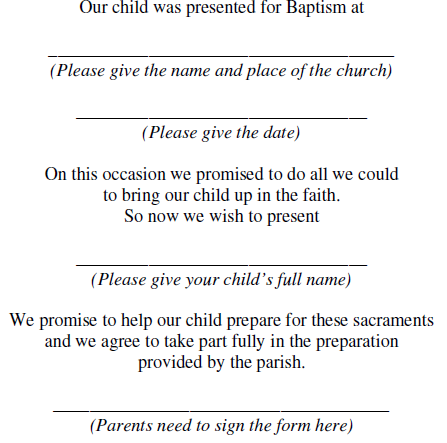 Our child was presented for Baptism at
(Please give the name and place of the church)
(Please give the date)
On this occasion we promised to do all we could
to bring our child up in the faith.
So now we wish to present
(Please give your child's full name)
We promise to help our child prepare for these sacraments
and we agree to take part fully in the preparation
provided by the parish.
(Parents need to sign the form here)